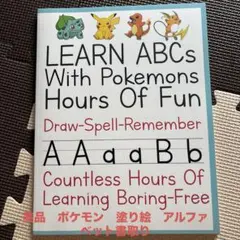 LEARN ABCs
With Pokemons
Hours Of Fun
Draw-Spell-Remember
A A a a B b
Countless Hours Of
Learning Boring-Free
品 ポケモン 塗り絵 アルファ
ベット書取り